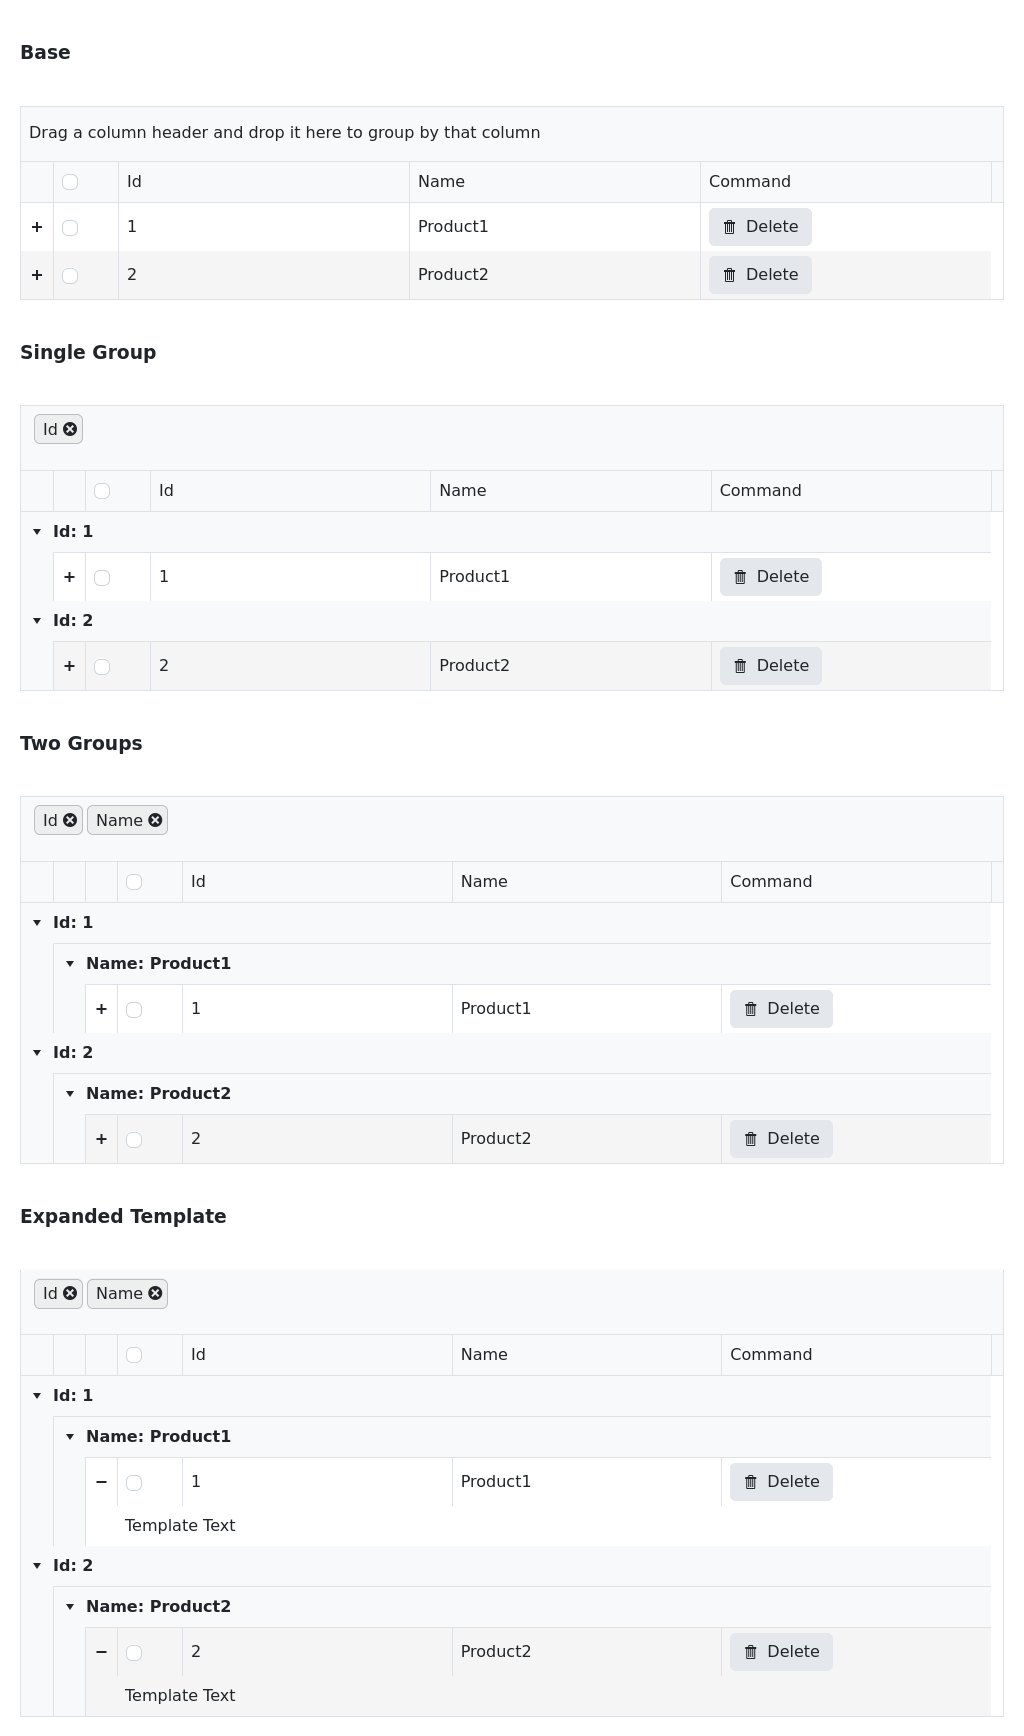 Base
Drag a column header and drop it here to group by that column
Id Name Command
+ 1 Product1 Delete
+ 2 Product2 Delete
Single Group
Id
Id Name Command
Id: 1
+ 1 Product1 Delete
Id: 2
+ 2 Product2 Delete
Two Groups
Id Name
Id Name Command
Id: 1
Name: Product1
+ 1 Product1 Delete
Id: 2
Name: Product2
+ 2 Product2 Delete
Expanded Template
Id Name
Id Name Command
Id: 1
Name: Product1
− 1 Product1 Delete
Template Text
Id: 2
Name: Product2
− 2 Product2 Delete
Template Text